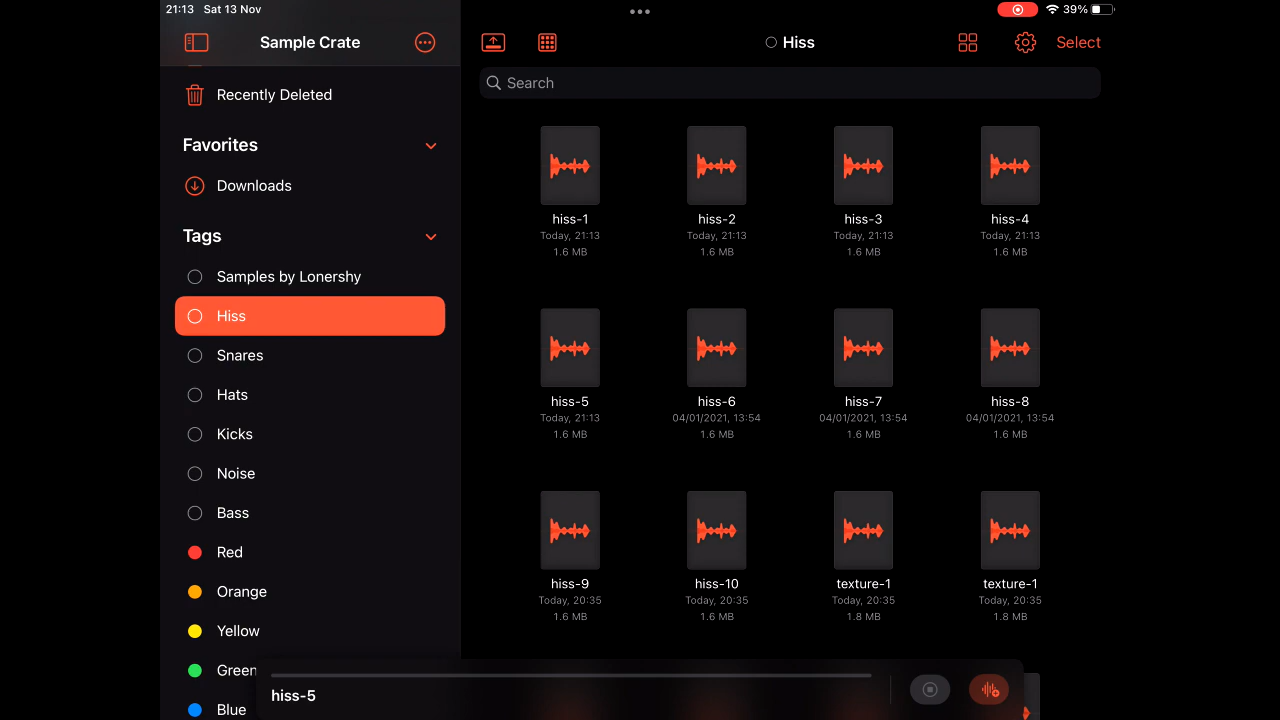 21:13 Sat 13 Nov
39%
Sample Crate
Recently Deleted
Favorites
Downloads
Tags
Samples by Lonershy
Hiss
Snares
Hats
Kicks
Noise
Bass
Red
Orange
Yellow
Green
Blue
Hiss
Select
Search
hiss-1 hiss-2 hiss-3 hiss-4
Today, 21:13 Today, 21:13 Today, 21:13 Today, 21:13
1.6 MB 1.6 MB 1.6 MB 1.6 MB
hiss-5 hiss-6 hiss-7 hiss-8
Today, 21:13 04/01/2021, 13:54 04/01/2021, 13:54 04/01/2021, 13:54
1.6 MB 1.6 MB 1.6 MB 1.6 MB
hiss-9 hiss-10 texture-1 texture-1
Today, 20:35 Today, 20:35 Today, 20:35 Today, 20:35
1.6 MB 1.6 MB 1.8 MB 1.8 MB
hiss-5